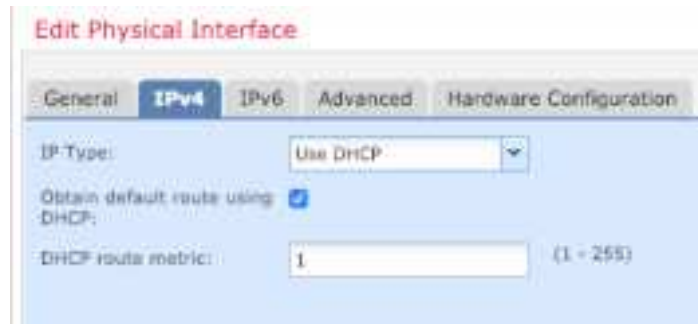 Edit Physical Interface
General IPv4 IPv6 Advanced Hardware Configuration
IP Type: Use DHCP
Obtain default route using
DHCP:
DHCP route metric: 1 (1 - 255)